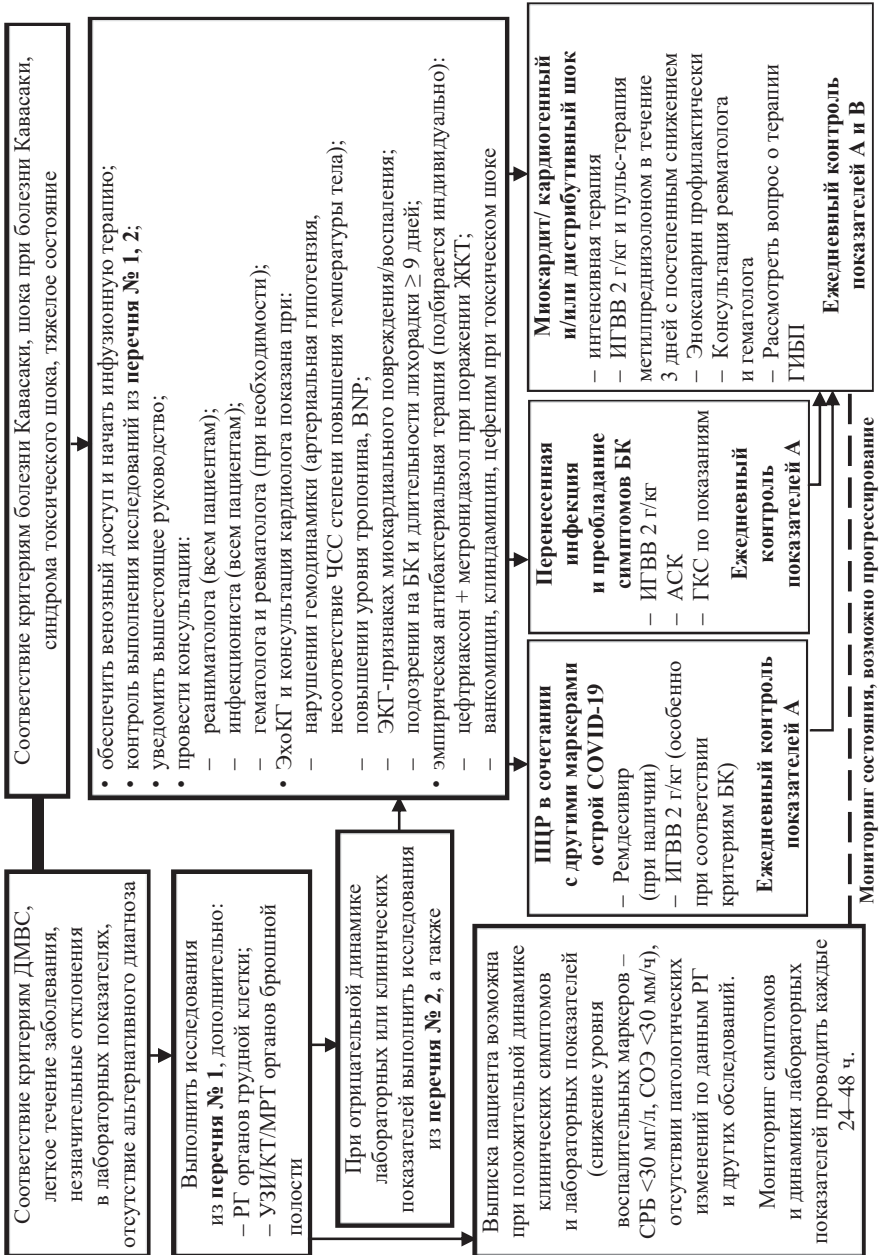 Соответствие критериям ДМВС,
легкое течение заболевания,
незначительные отклонения
в лабораторных показателях,
отсутствие альтернативного диагноза
Соответствие критериям болезни Кавасаки, шока при болезни Кавасаки,
синдрома токсического шока, тяжелое состояние
Выполнить исследования
из перечня № 1, дополнительно:
– РГ органов грудной клетки;
– УЗИ/КТ/МРТ органов брюшной
полости
При отрицательной динамике
лабораторных или клинических
показателей выполнить исследования
из перечня № 2, а также
• обеспечить венозный доступ и начать инфузионную терапию;
• контроль выполнения исследований из перечня № 1, 2;
• уведомить вышестоящее руководство;
• провести консультации:
– реаниматолога (всем пациентам);
– инфекциониста (всем пациентам);
– гематолога и ревматолога (при необходимости);
• ЭхоКГ и консультация кардиолога показана при:
– нарушении гемодинамики (артериальная гипотензия,
несоответствие ЧСС степени повышения температуры тела);
– повышении уровня тропонина, BNP;
– ЭКГ-признаках миокардиального повреждения/воспаления;
– подозрении на БК и длительности лихорадки ≥ 9 дней;
• эмпирическая антибактериальная терапия (подбирается индивидуально):
– цефтриаксон + метронидазол при поражении ЖКТ;
– ванкомицин, клиндамицин, цефепим при токсическом шоке
Выписка пациента возможна
при положительной динамике
клинических симптомов
и лабораторных показателей
(снижение уровня
воспалительных маркеров –
СРБ <30 мг/л, СОЭ <30 мм/ч),
отсутствии патологических
изменений по данным РГ
и других обследований.
Мониторинг симптомов
и динамики лабораторных
показателей проводить каждые
24–48 ч.
ПЦР в сочетании
с другими маркерами
острой COVID-19
– Ремдесивир
(при наличии)
– ИГВВ 2 г/кг (особенно
при соответствии
критериям БК)
Ежедневный контроль
показателей А
Перенесенная
инфекция
и преобладание
симптомов БК
– ИГВВ 2 г/кг
– АСК
– ГКС по показаниям
Ежедневный
контроль
показателей А
Миокардит/ кардиогенный
и/или дистрибутивный шок
– интенсивная терапия
– ИГВВ 2 г/кг и пульс-терапия
метилпреднизолоном в течение
3 дней с постепенным снижением
– Эноксапарин профилактически
– Консультация ревматолога
и гематолога
– Рассмотреть вопрос о терапии
ГИБП
Ежедневный контроль
показателей А и В
Мониторинг состояния, возможно прогрессирование